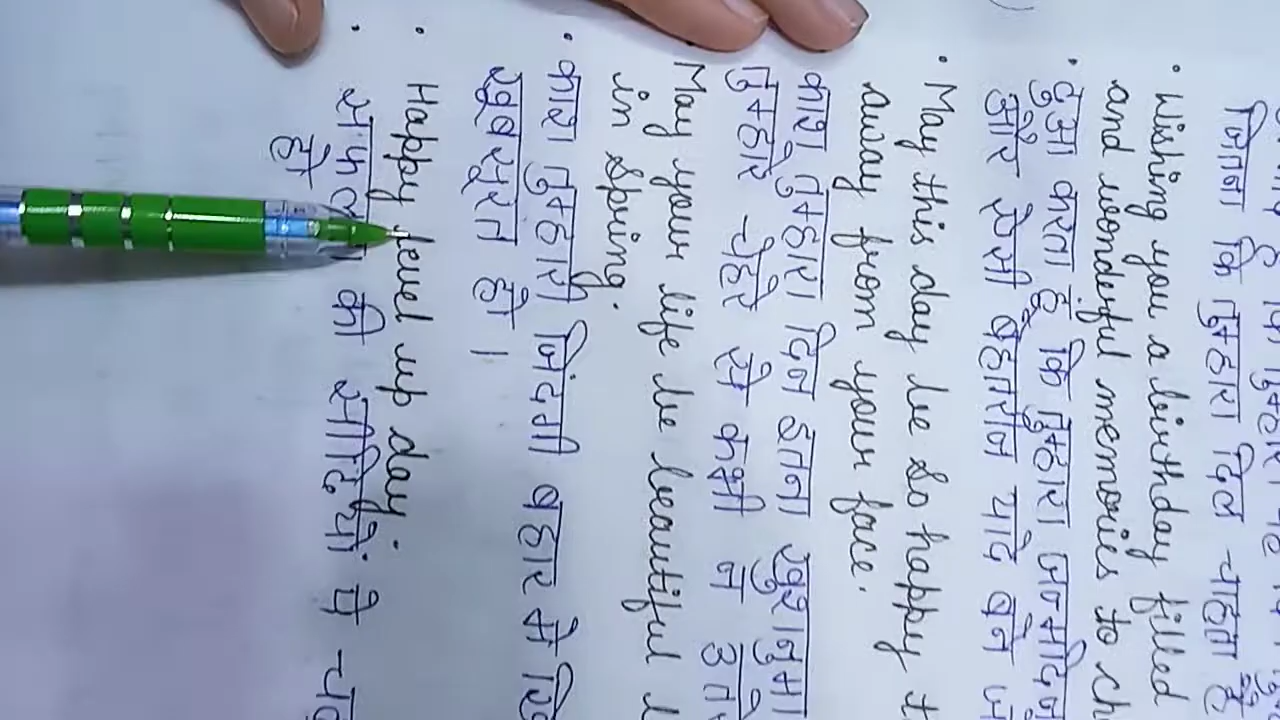 जितना कि तुम्हारा दिल चाहता है
• Wishing you a birthday filled
and wonderful memories to
• दुआ करता हूँ कि तुम्हारा जन्मदिन
और ऐसी बेहतरीन यादें बने
• May this day be so happy
away from your face.
काश तुम्हारा दिन इतना खुशनुमा
तुम्हारे चेहरे से कभी न
May your life be beautiful
in spring.
• काश तुम्हारी जिंदगी बहार में
खुबसूरत हो।
• Happy level up day.
• की सीढ़ियों पे
हो